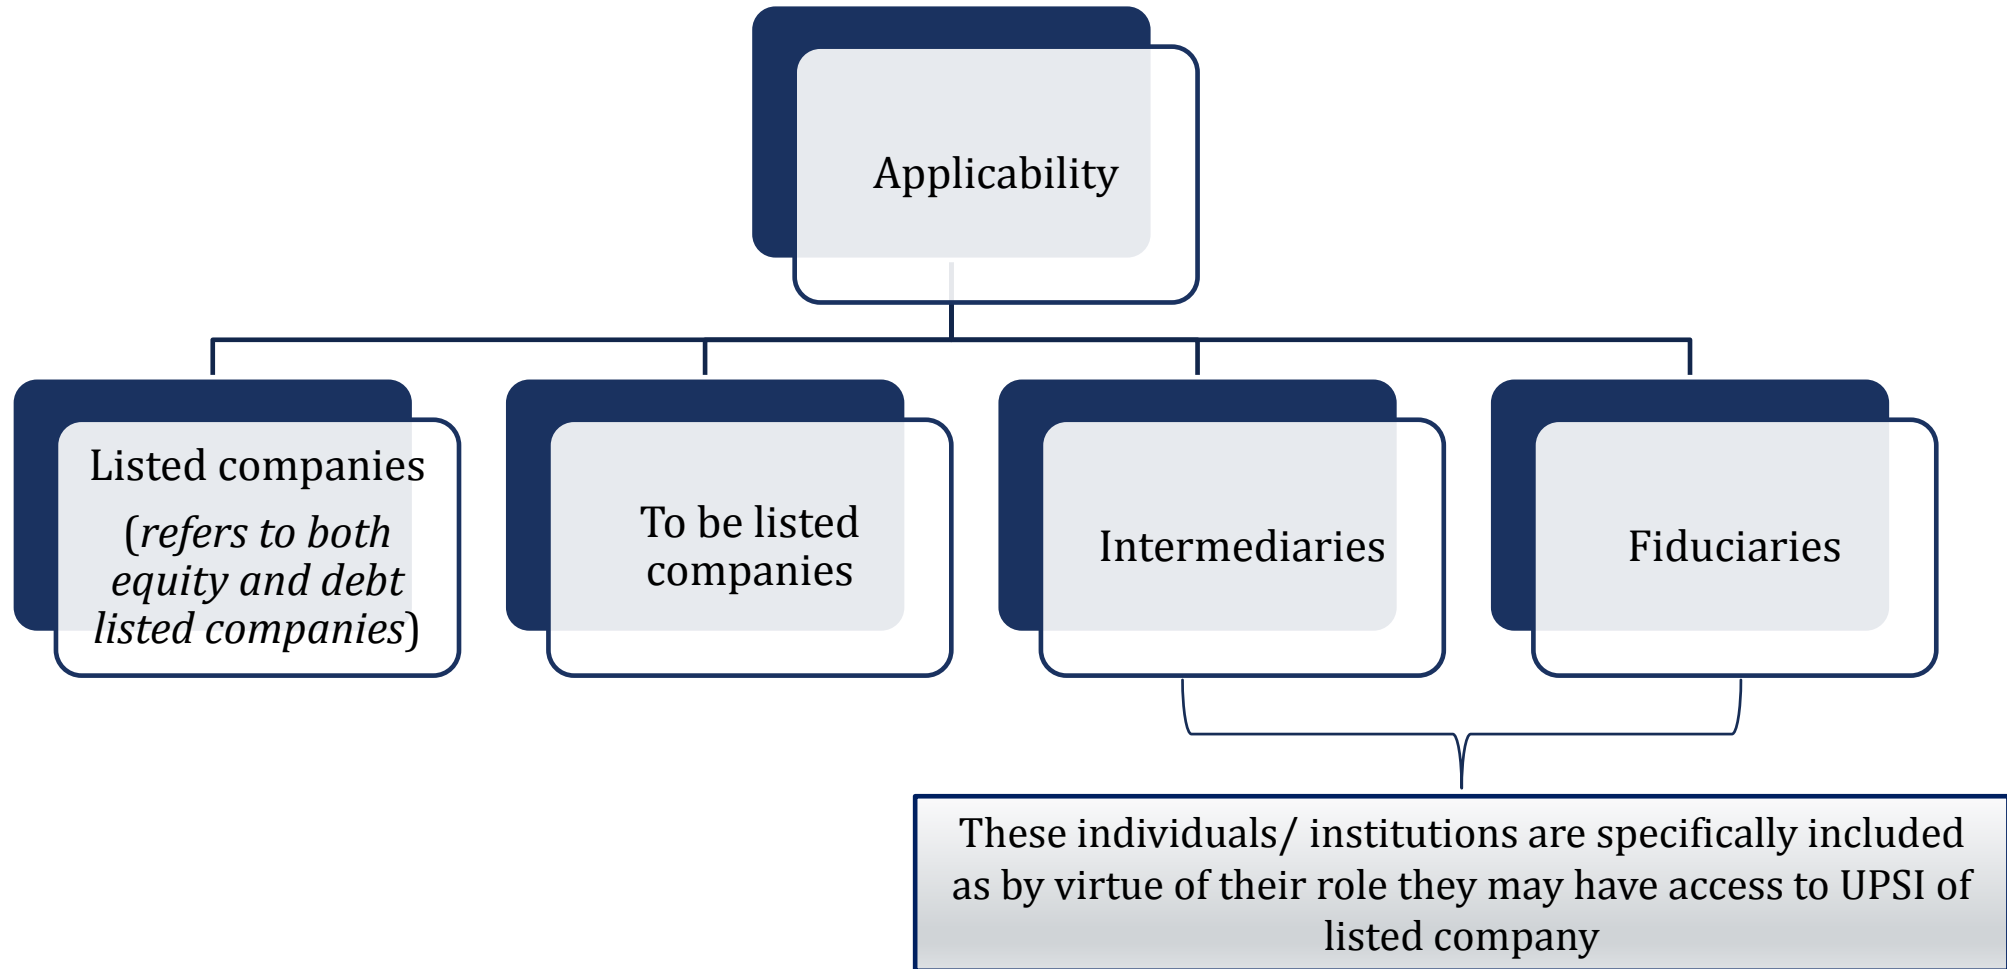 Applicability
Listed companies
(refers to both
equity and debt
listed companies)
To be listed
companies
Intermediaries
Fiduciaries
These individuals/ institutions are specifically included
as by virtue of their role they may have access to UPSI of
listed company